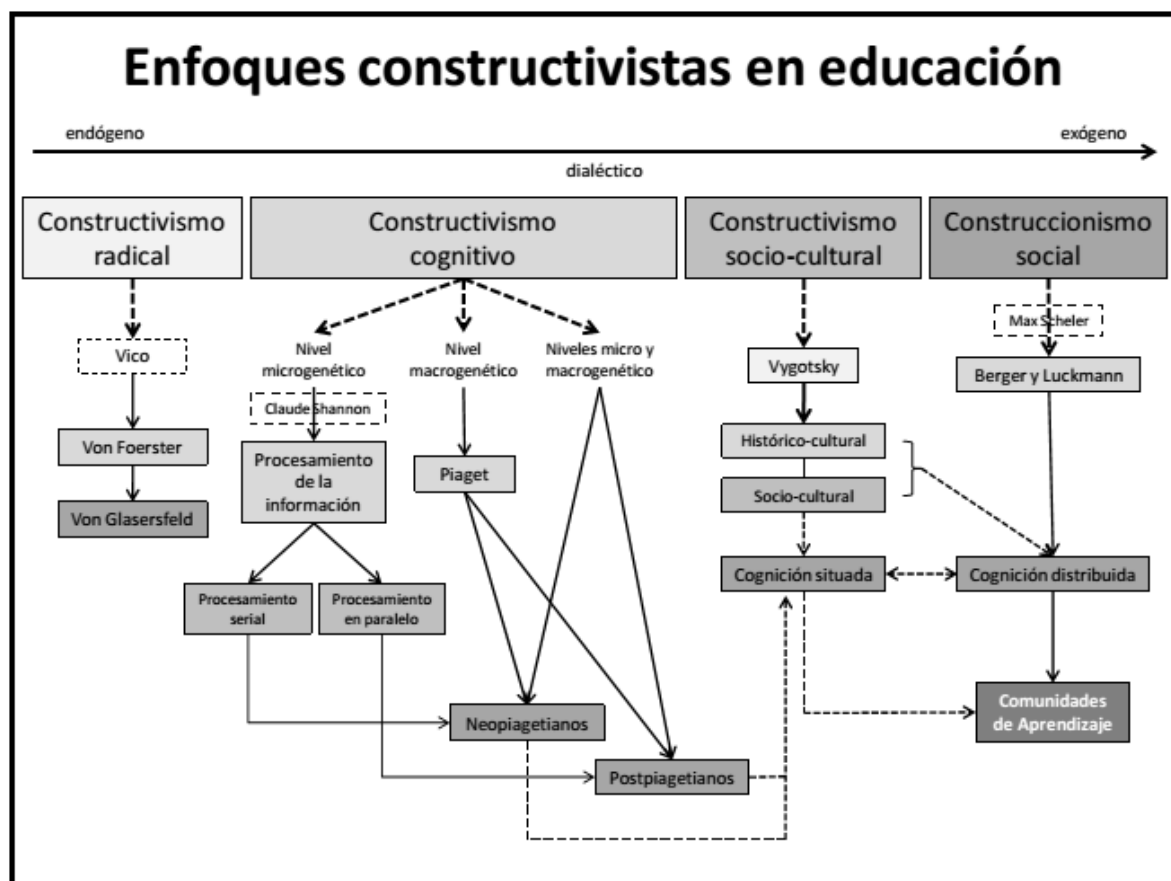 Enfoques constructivistas en educación
endógeno
exógeno
dialéctico
Constructivismo
radical
Constructivismo
cognitivo
Constructivismo
socio-cultural
Construccionismo
social
Vico
Von Foerster
Von Glasersfeld
Nivel
microgenético
Nivel
macrogenético
Niveles micro y
macrogenético
Claude Shannon
Procesamiento
de la
información
Piaget
Procesamiento
serial
Procesamiento
en paralelo
Neopiagetianos
Postpiagetianos
Vygotsky
Histórico-cultural
Socio-cultural
Cognición situada
Max Scheler
Berger y Luckmann
Cognición distribuida
Comunidades
de Aprendizaje